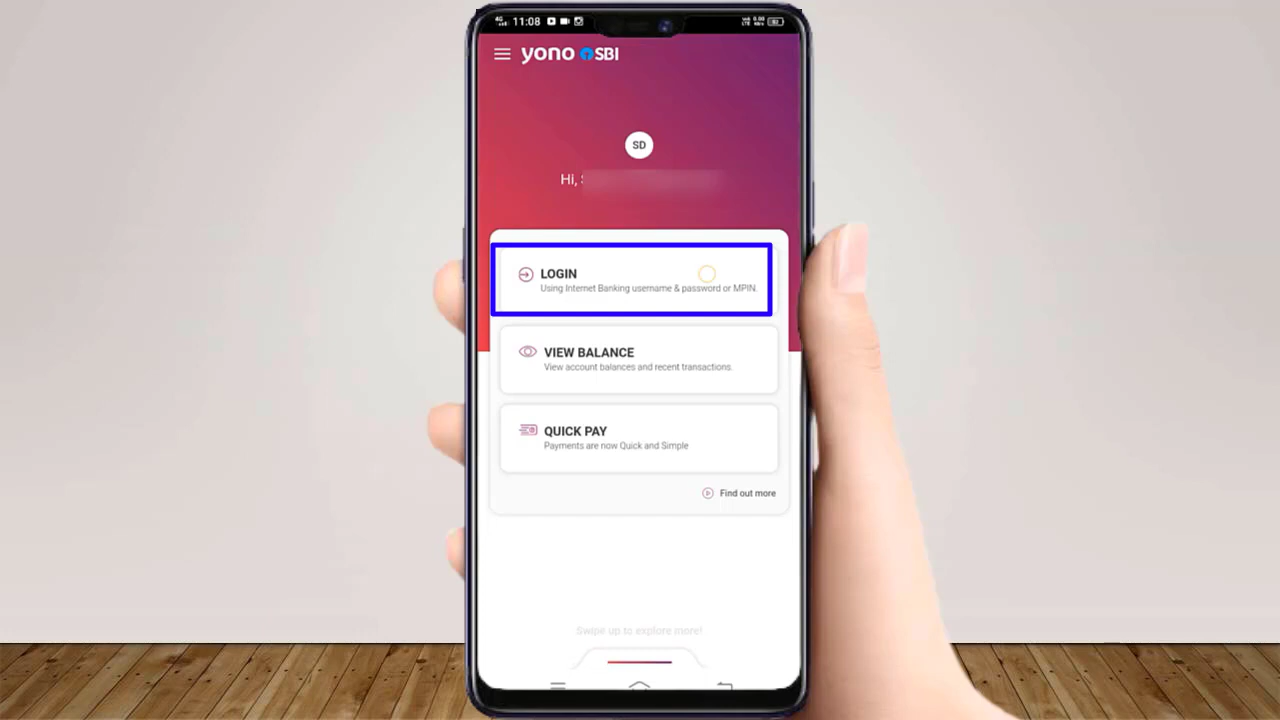 4G 11:08
yono SBI
SD
Hi,
LOGIN
Using Internet Banking username & password or MPIN.
VIEW BALANCE
View account balances and recent transactions.
QUICK PAY
Payments are now Quick and Simple
Find out more
Swipe up to explore more!